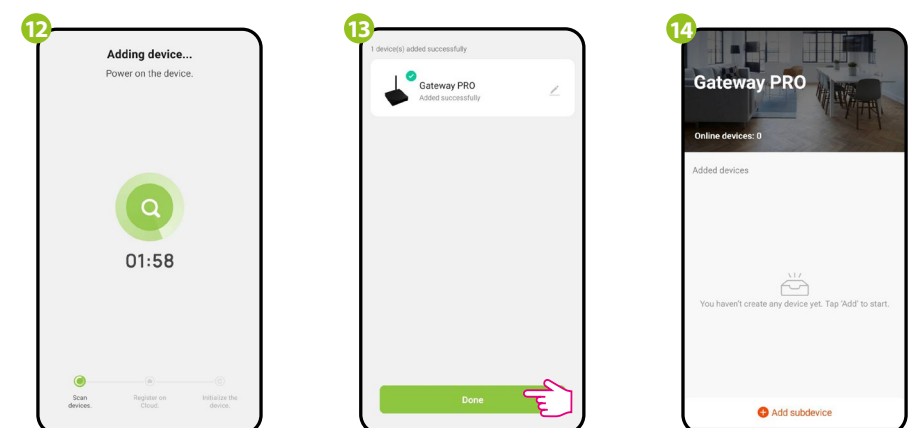 12
Adding device...
Power on the device.
01:58
Scan
devices.
Register on
Cloud.
Initialize the
device.
13
1 device(s) added successfully
Gateway PRO
Added successfully
Done
14
Gateway PRO
Online devices: 0
Added devices
You haven't create any device yet. Tap 'Add' to start.
Add subdevice